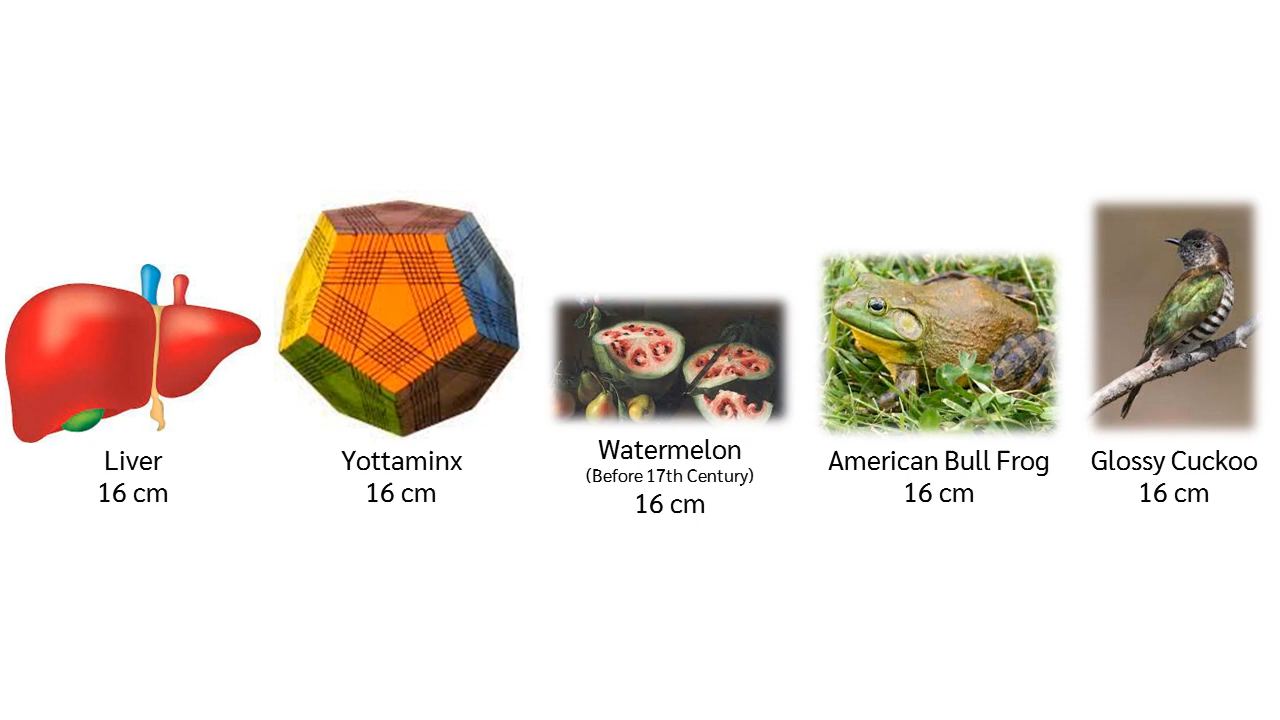 Liver
16 cm
Yottaminx
16 cm
Watermelon
(Before 17th Century)
16 cm
American Bull Frog
16 cm
Glossy Cuckoo
16 cm